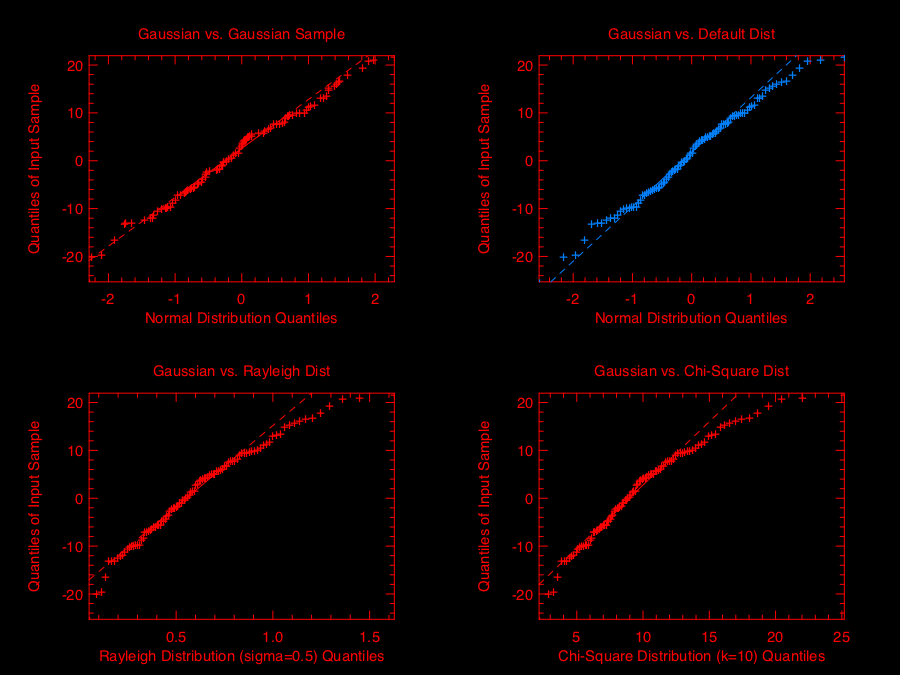 Gaussian vs. Gaussian Sample
Quantiles of Input Sample
20
10
0
-10
-20
-2 -1 0 1 2
Normal Distribution Quantiles
Gaussian vs. Default Dist
Quantiles of Input Sample
20
10
0
-10
-20
-2 -1 0 1 2
Normal Distribution Quantiles
Gaussian vs. Rayleigh Dist
Quantiles of Input Sample
20
10
0
-10
-20
0.5 1.0 1.5
Rayleigh Distribution (sigma=0.5) Quantiles
Gaussian vs. Chi-Square Dist
Quantiles of Input Sample
20
10
0
-10
-20
5 10 15 20 25
Chi-Square Distribution (k=10) Quantiles